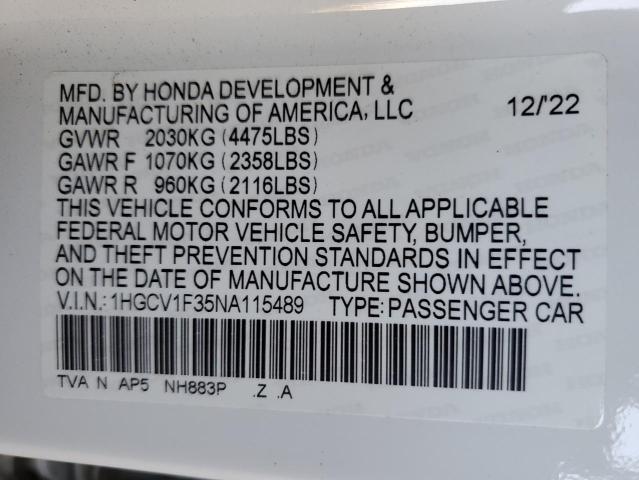 MFD. BY HONDA DEVELOPMENT &
MANUFACTURING OF AMERICA, LLC 12/'22
GVWR 2030KG (4475LBS)
GAWR F 1070KG (2358LBS)
GAWR R 960KG (2116LBS)
THIS VEHICLE CONFORMS TO ALL APPLICABLE
FEDERAL MOTOR VEHICLE SAFETY, BUMPER,
AND THEFT PREVENTION STANDARDS IN EFFECT
ON THE DATE OF MANUFACTURE SHOWN ABOVE.
V.I.N.: 1HGCV1F35NA115489 TYPE: PASSENGER CAR
TVA N AP5 NH883P .Z .A